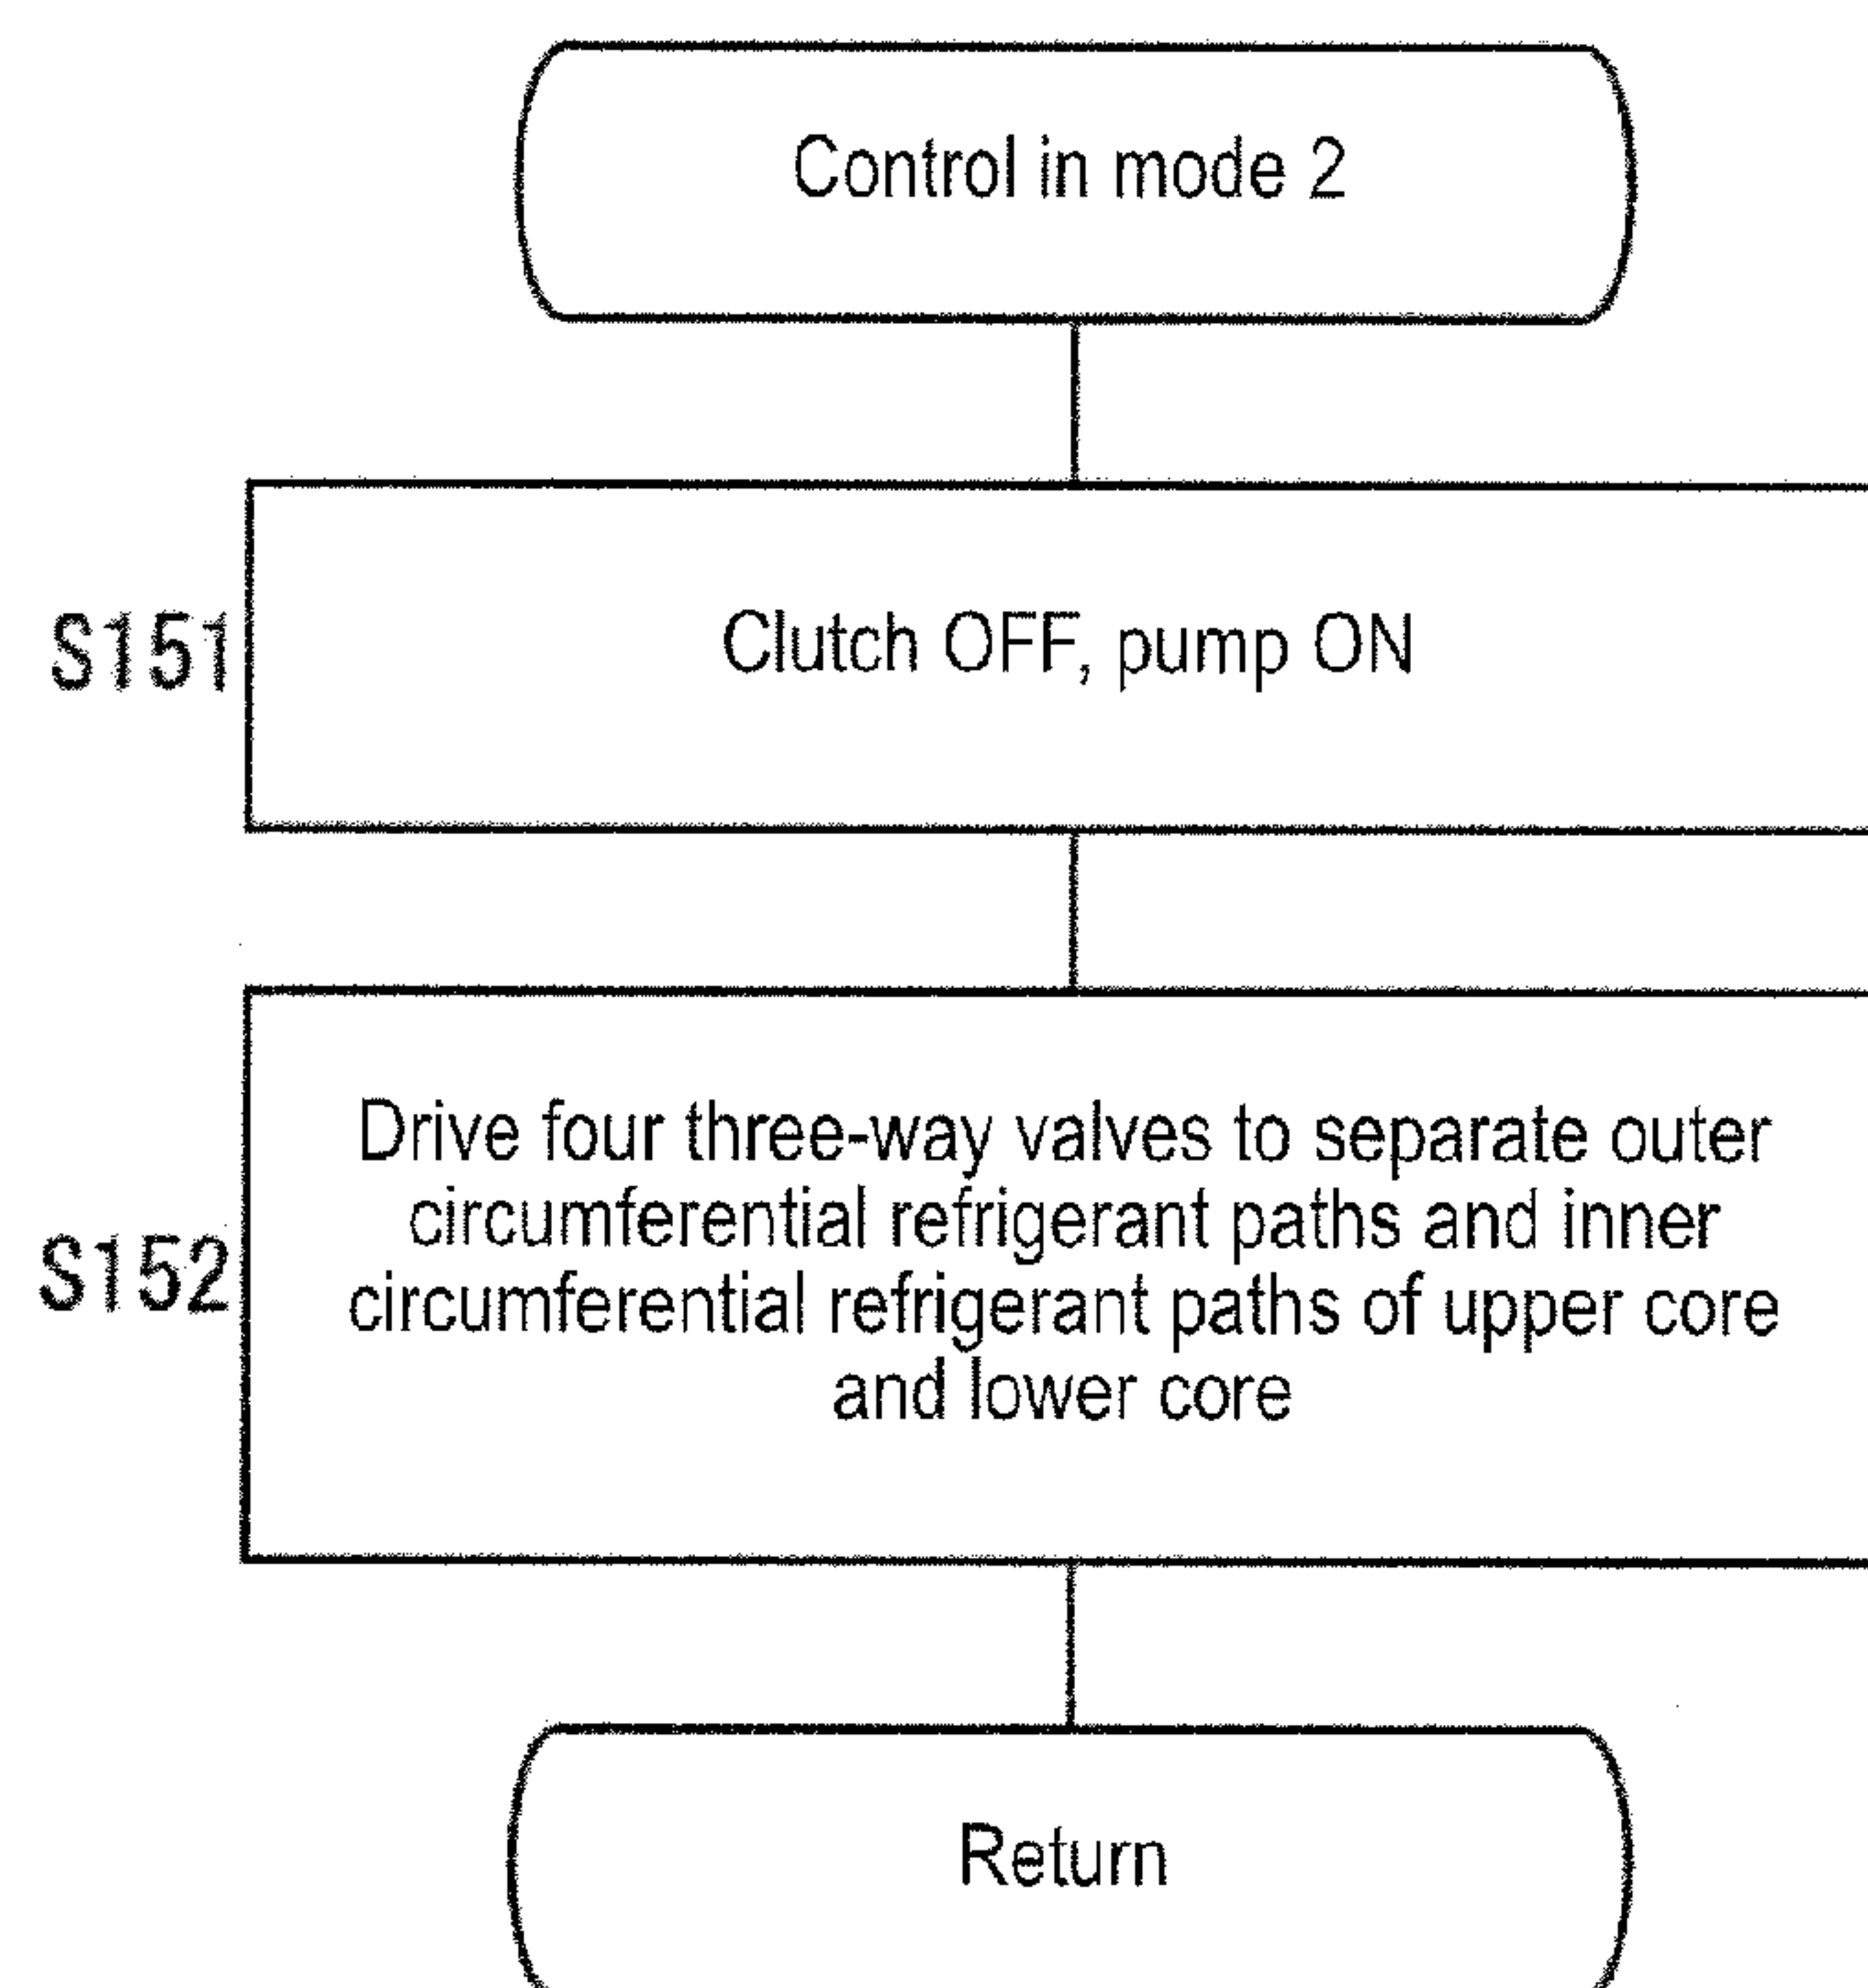 Control in mode 2
S151
Clutch OFF, pump ON
S152
Drive four three-way valves to separate outer
circumferential refrigerant paths and inner
circumferential refrigerant paths of upper core
and lower core
Return